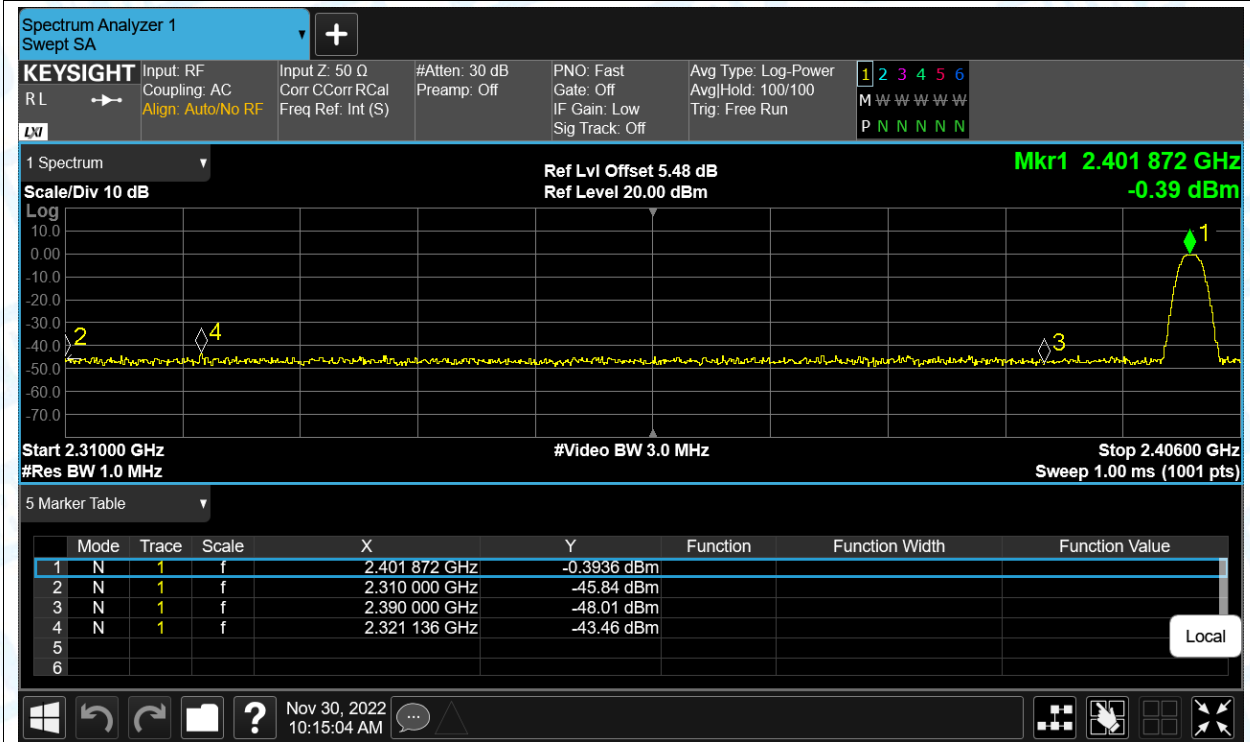 Spectrum Analyzer 1
Swept SA
+
KEYSIGHT Input: RF Input Z: 50 Ω #Atten: 30 dB PNO: Fast Avg Type: Log-Power 1 2 3 4 5 6
R L Coupling: AC Corr CCorr RCal Preamp: Off Gate: Off Avg|Hold: 100/100 M W W W W W W
Align: Auto/No RF Freq Ref: Int (S) IF Gain: Low Trig: Free Run
LXI Sig Track: Off P N N N N N N
1 Spectrum Ref Lvl Offset 5.48 dB Mkr1 2.401 872 GHz
Scale/Div 10 dB Ref Level 20.00 dBm -0.39 dBm
Log
10.0
1
0.00
-10.0
-20.0
-30.0
2 4 3
-40.0
-50.0
-60.0
-70.0
Start 2.31000 GHz #Video BW 3.0 MHz Stop 2.40600 GHz
#Res BW 1.0 MHz Sweep 1.00 ms (1001 pts)
5 Marker Table
Mode Trace Scale X Y Function Function Width Function Value
1 N 1 f 2.401 872 GHz -0.3936 dBm
2 N 1 f 2.310 000 GHz -45.84 dBm
3 N 1 f 2.390 000 GHz -48.01 dBm
4 N 1 f 2.321 136 GHz -43.46 dBm
5
6
Local
? Nov 30, 2022
10:15:04 AM